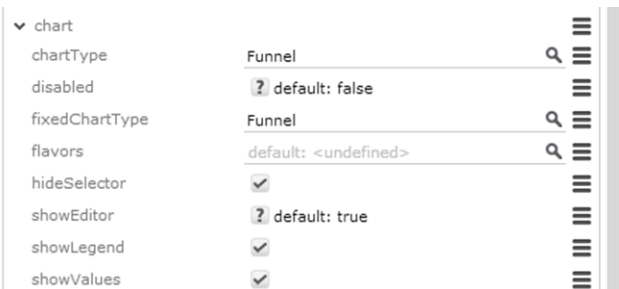 chart
chartType Funnel
disabled ? default: false
fixedChartType Funnel
flavors default: <undefined>
hideSelector
showEditor ? default: true
showLegend
showValues